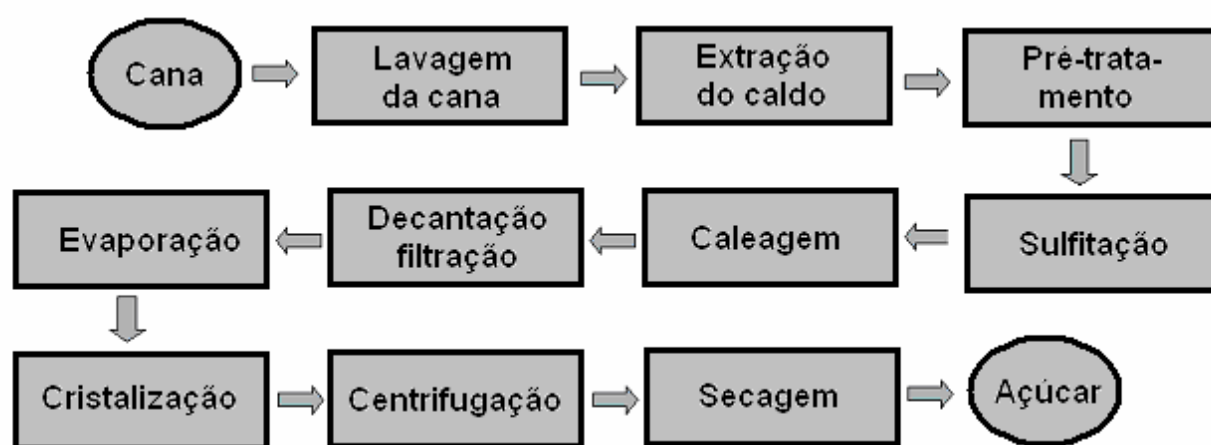 Cana
Lavagem
da cana
Extração
do caldo
Pré-trata-
mento
Sulfitação
Caleagem
Decantação
filtração
Evaporação
Cristalização
Centrifugação
Secagem
Açúcar